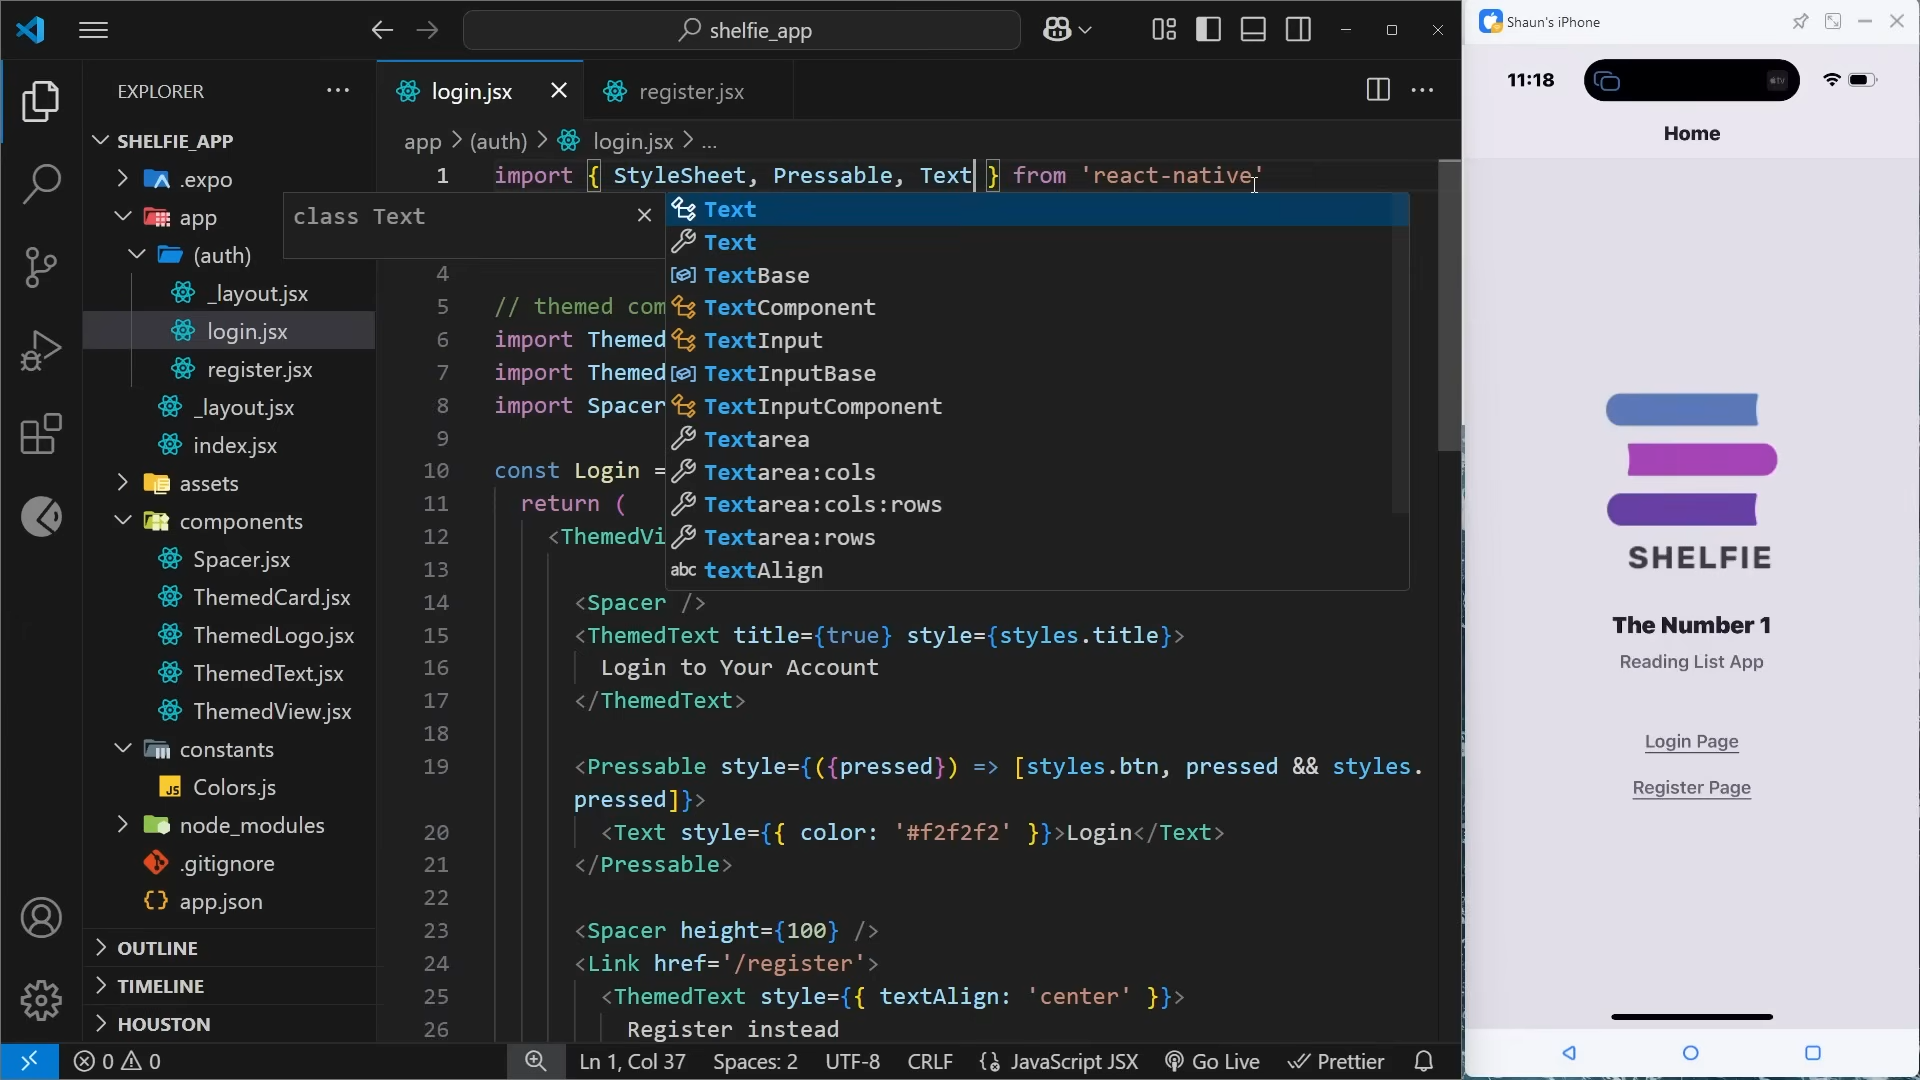 shelfie_app
EXPLORER
SHELFIE_APP
.expo
app
(auth)
_layout.jsx
login.jsx
register.jsx
_layout.jsx
index.jsx
assets
components
Spacer.jsx
ThemedCard.jsx
ThemedLogo.jsx
ThemedText.jsx
ThemedView.jsx
constants
JS Colors.js
node_modules
.gitignore
app.json
OUTLINE
TIMELINE
HOUSTON
login.jsx
register.jsx
app > (auth) > login.jsx > ...
1 import { StyleSheet, Pressable, Text } from 'react-native'
class Text
Text
Text
TextBase
TextComponent
TextInput
TextInputBase
TextInputComponent
Textarea
Textarea:cols
Textarea:cols:rows
Textarea:rows
abc textAlign
4
5 // themed com
6 import Themed
7 import Themed
8 import Spacer
9
10 const Login =
11 return (
12 <ThemedVi
13
14 <Spacer />
15 <ThemedText title={true} style={styles.title}>
16 Login to Your Account
17 </ThemedText>
18
19 <Pressable style={({pressed}) => [styles.btn, pressed && styles.
pressed]}>
20 <Text style={{ color: '#f2f2f2' }}>Login</Text>
21 </Pressable>
22
23 <Spacer height={100} />
24 <Link href='/register'>
25 <ThemedText style={{ textAlign: 'center' }}>
26 Register instead
0 0
Ln 1, Col 37
Spaces: 2
UTF-8
CRLF
{} JavaScript JSX
Go Live
Prettier
Shaun's iPhone
11:18
Home
SHELFIE
The Number 1
Reading List App
Login Page
Register Page